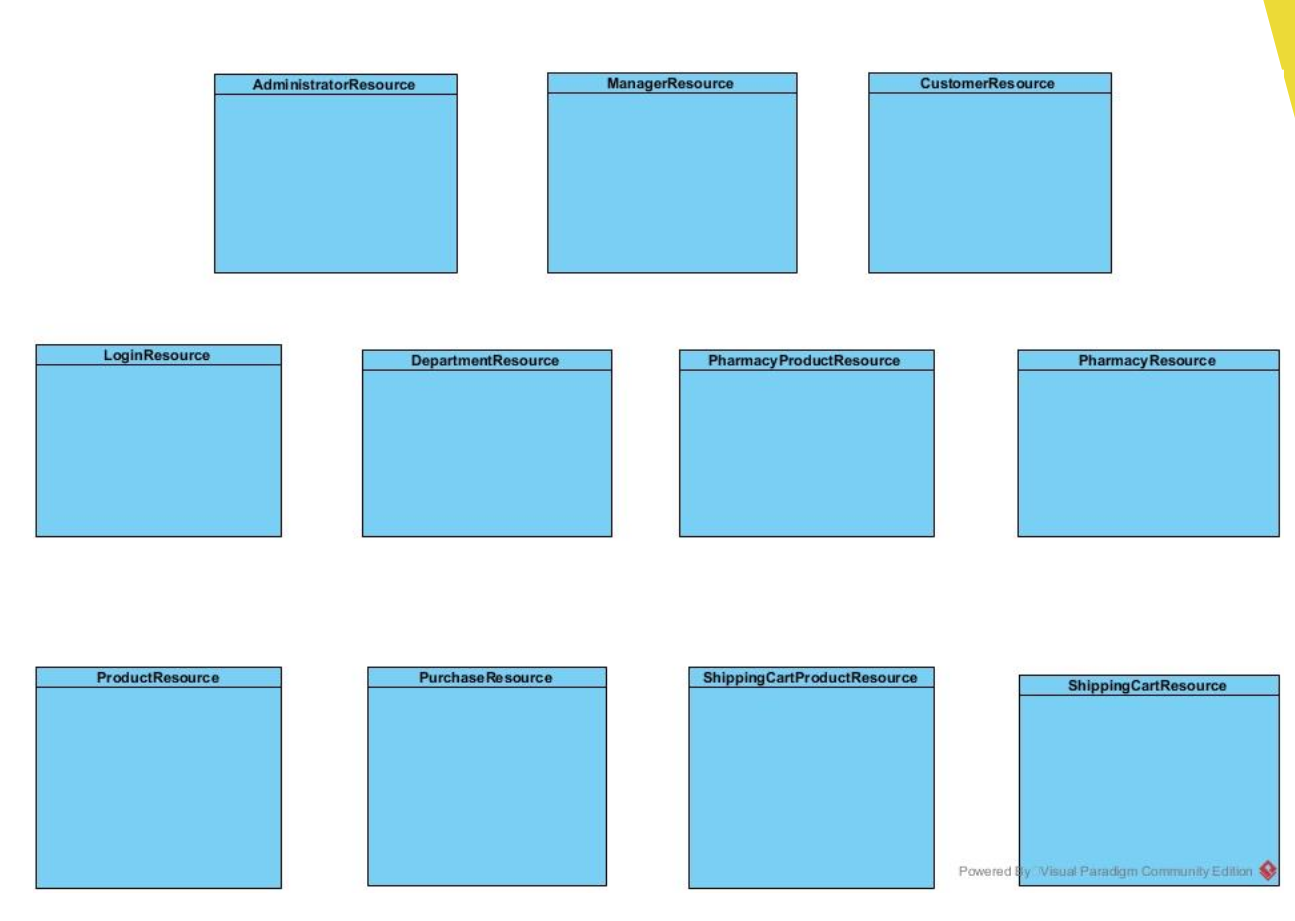 AdministratorResource
ManagerResource
CustomerResource
LoginResource
DepartmentResource
PharmacyProductResource
PharmacyResource
ProductResource
PurchaseResource
ShippingCartProductResource
ShippingCartResource
Powered By Visual Paradigm Community Edition